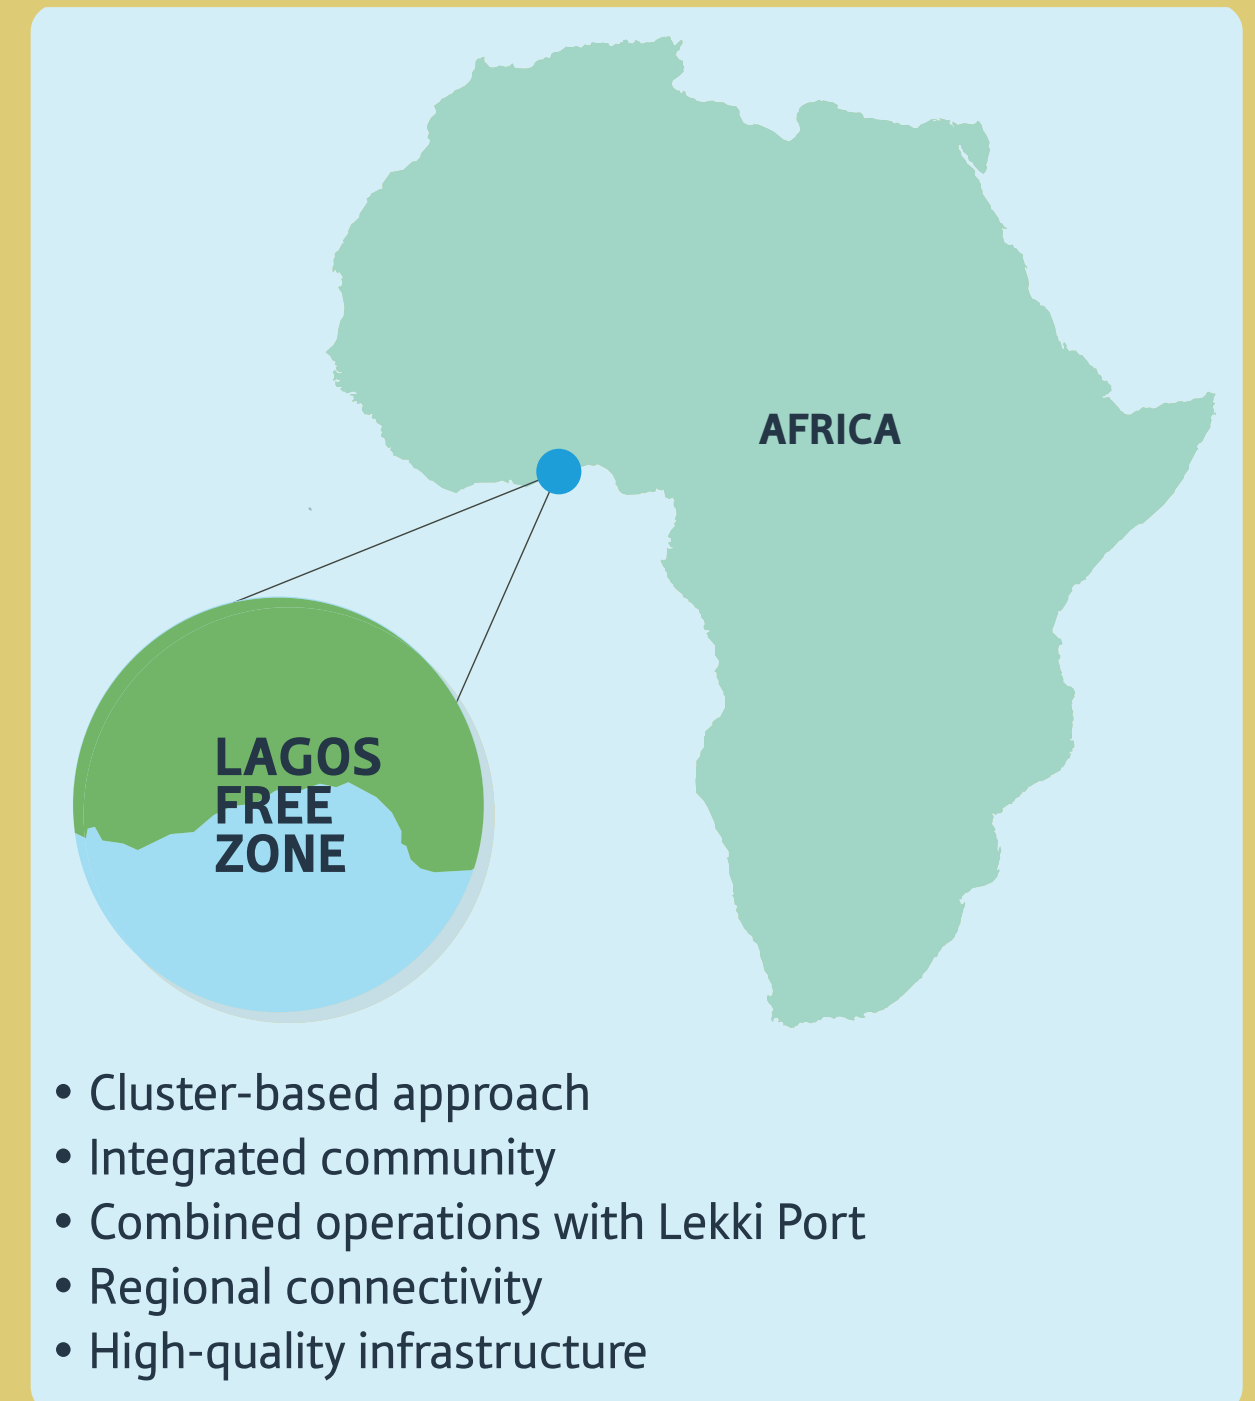 AFRICA
LAGOS
FREE
ZONE
• Cluster-based approach
• Integrated community
• Combined operations with Lekki Port
• Regional connectivity
• High-quality infrastructure